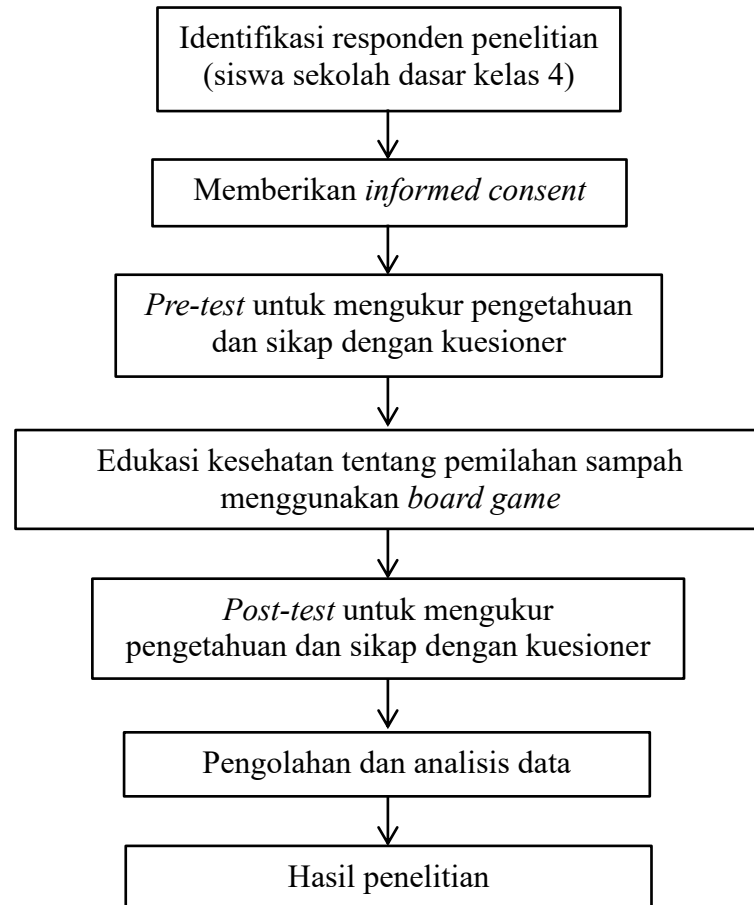 Identifikasi responden penelitian
(siswa sekolah dasar kelas 4)
Memberikan informed consent
Pre-test untuk mengukur pengetahuan
dan sikap dengan kuesioner
Edukasi kesehatan tentang pemilahan sampah
menggunakan board game
Post-test untuk mengukur
pengetahuan dan sikap dengan kuesioner
Pengolahan dan analisis data
Hasil penelitian